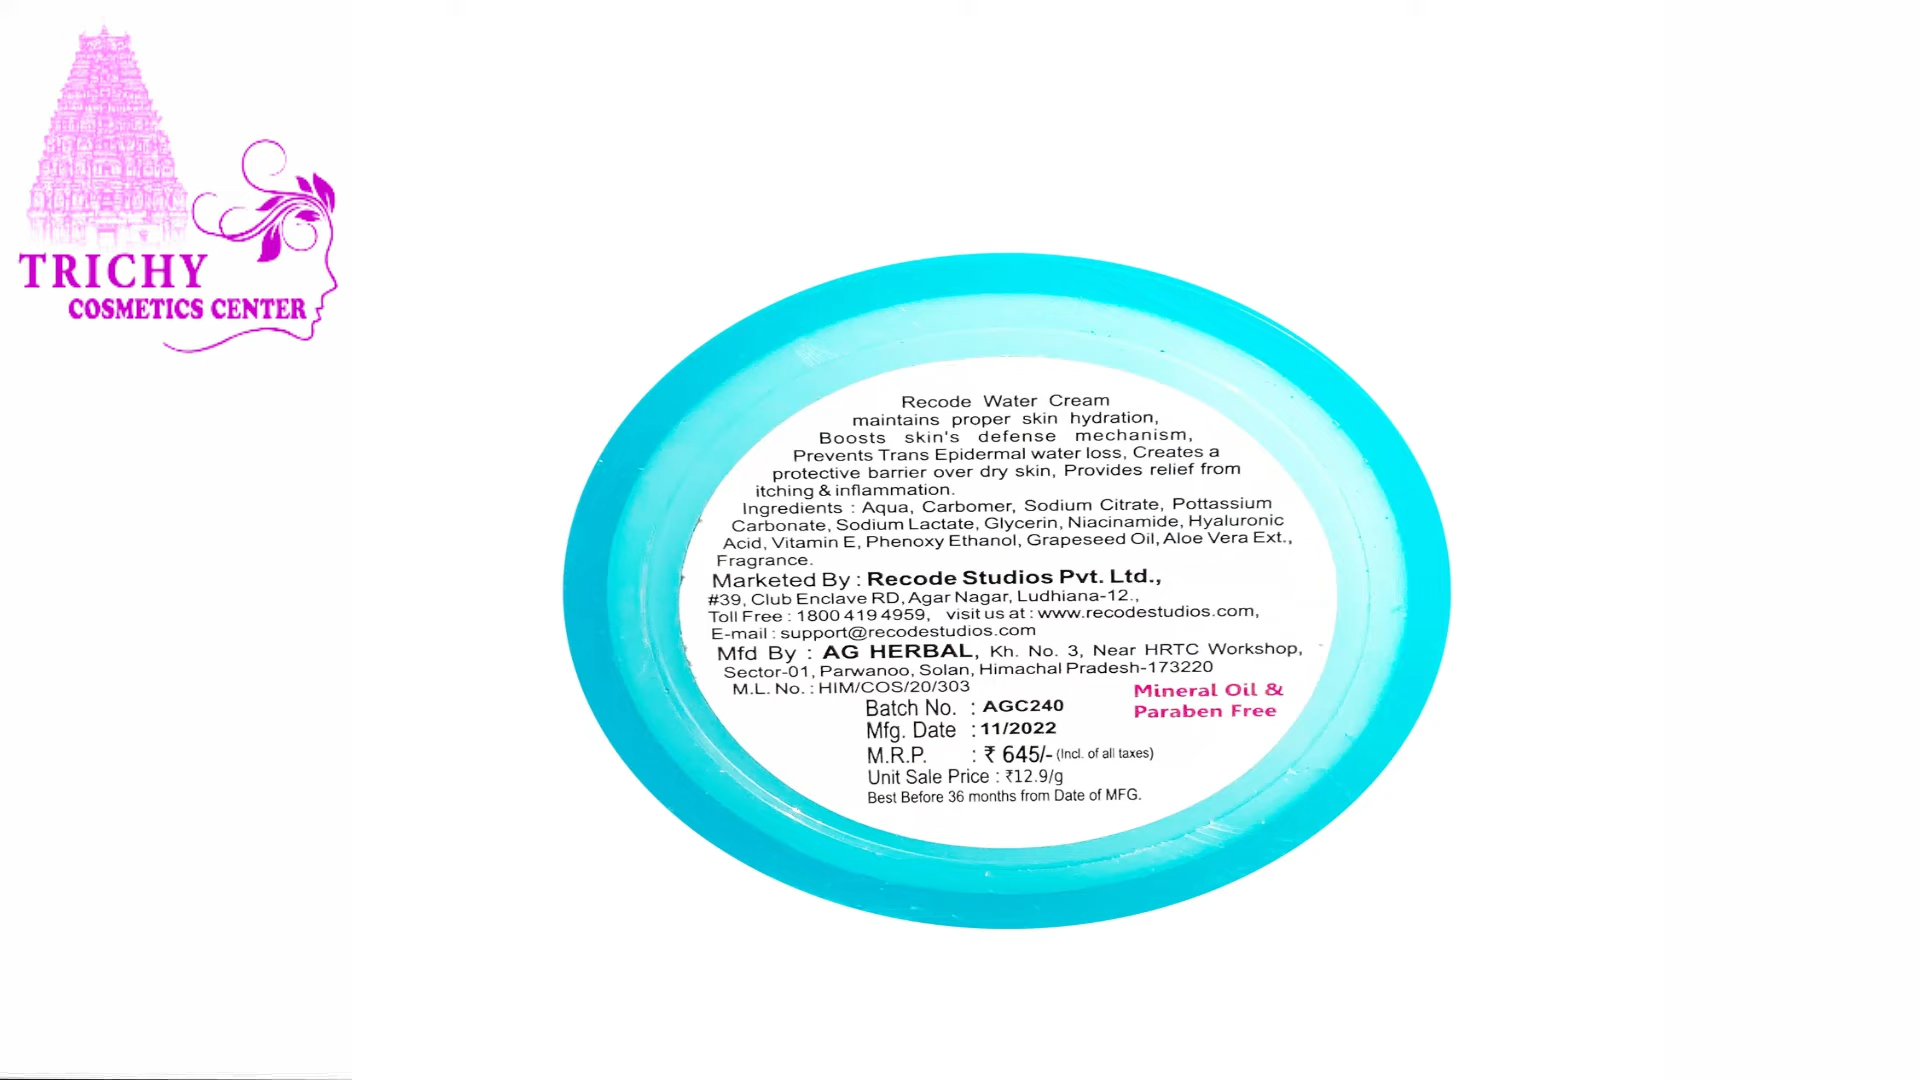 TRICHY
COSMETICS CENTER
Recode Water Cream
maintains proper skin hydration,
Boosts skin's defense mechanism,
Prevents Trans Epidermal water loss, Creates a
protective barrier over dry skin, Provides relief from
itching & inflammation.
Ingredients : Aqua, Carbomer, Sodium Citrate, Pottassium
Carbonate, Sodium Lactate, Glycerin, Niacinamide, Hyaluronic
Acid, Vitamin E, Phenoxy Ethanol, Grapeseed Oil, Aloe Vera Ext.,
Fragrance.
Marketed By : Recode Studios Pvt. Ltd.,
#39, Club Enclave RD, Agar Nagar, Ludhiana-12.,
Toll Free : 1800 419 4959, visit us at : www.recodestudios.com,
E-mail : support@recodestudios.com
Mfd By : AG HERBAL, Kh. No. 3, Near HRTC Workshop,
Sector-01, Parwanoo, Solan, Himachal Pradesh-173220
M.L. No. : HIM/COS/20/303
Mineral Oil &
Paraben Free
Batch No. : AGC240
Mfg. Date : 11/2022
M.R.P. : ₹ 645/- (Incl. of all taxes)
Unit Sale Price : ₹12.9/g
Best Before 36 months from Date of MFG.